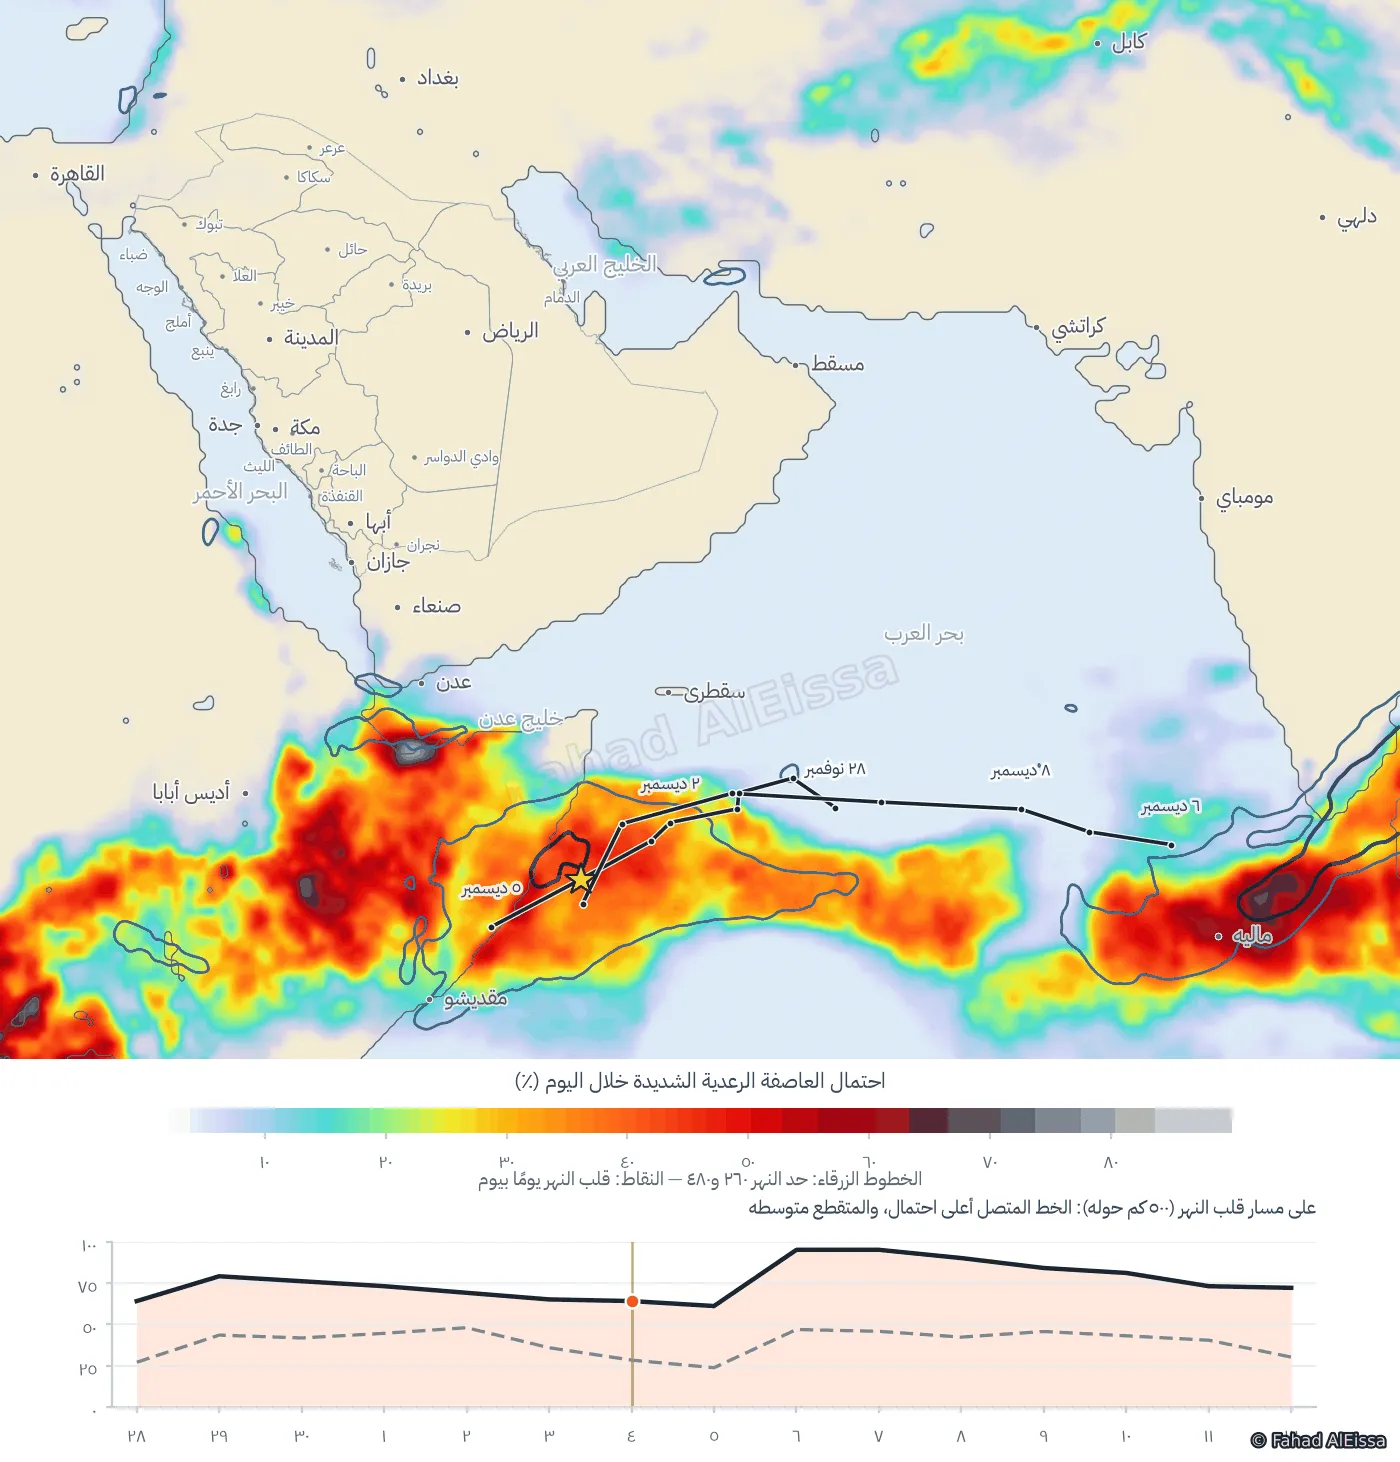 كابل
بغداد
عرعر
القاهرة
سكاكا
دلهي
تبوك
حائل
ضباء
الخليج العربي
العلا
بريدة
الوجه
الدمام
خيبر
أملج
كراتشي
الرياض
المدينة
ينبع
مسقط
رابغ
جدة
مكة
الطائف
وادي الدواسر
الليث
الباحة
البحر الأحمر
القنفذة
مومباي
أبها
نجران
جازان
صنعاء
بحر العرب
عدن
سقطرى
Fahad AlEissa
خليج عدن
٢٨ نوفمبر
٨ ديسمبر
٢ ديسمبر
أديس أبابا
٦ ديسمبر
٥ ديسمبر
ماليه
مقديشو
احتمال العاصفة الرعدية الشديدة خلال اليوم (٪)
١٠ ٢٠ ٣٠ ٤٠ ٥٠ ٦٠ ٧٠ ٨٠
الخطوط الزرقاء: حد النهر ٢٦٠ و٤٨٠ — النقاط: قلب النهر يومًا بيوم
على مسار قلب النهر (٥٠٠ كم حوله): الخط المتصل أعلى احتمال، والمتقطع متوسطه
١٠٠
٧٥
٥٠
٢٥
٠
٢٨ ٢٩ ٣٠ ١ ٢ ٣ ٤ ٥ ٦ ٧ ٨ ٩ ١٠ ١١
© Fahad AlEissa